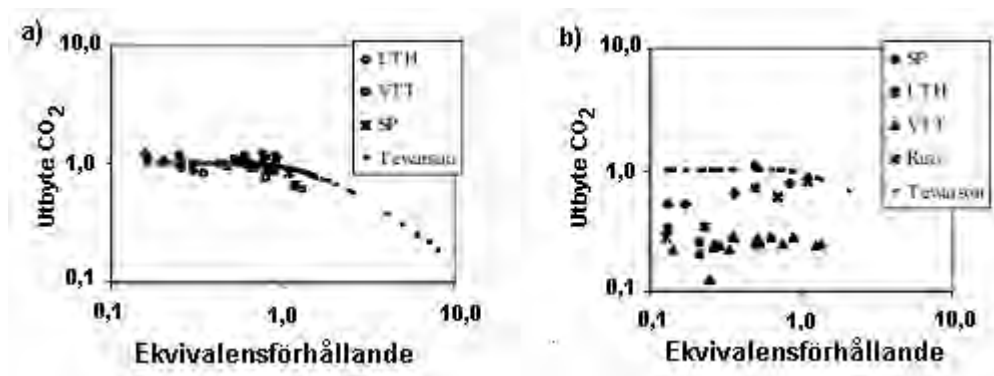 a)
10,0
1,0
0,1
Utbyte CO2
0,1
1,0
10,0
Ekvivalensförhållande
LTH
VTT
SP
Tewarson
b)
10,0
1,0
0,1
Utbyte CO2
0,1
1,0
10,0
Ekvivalensförhållande
SP
LTH
VTT
Risö
Tewarson